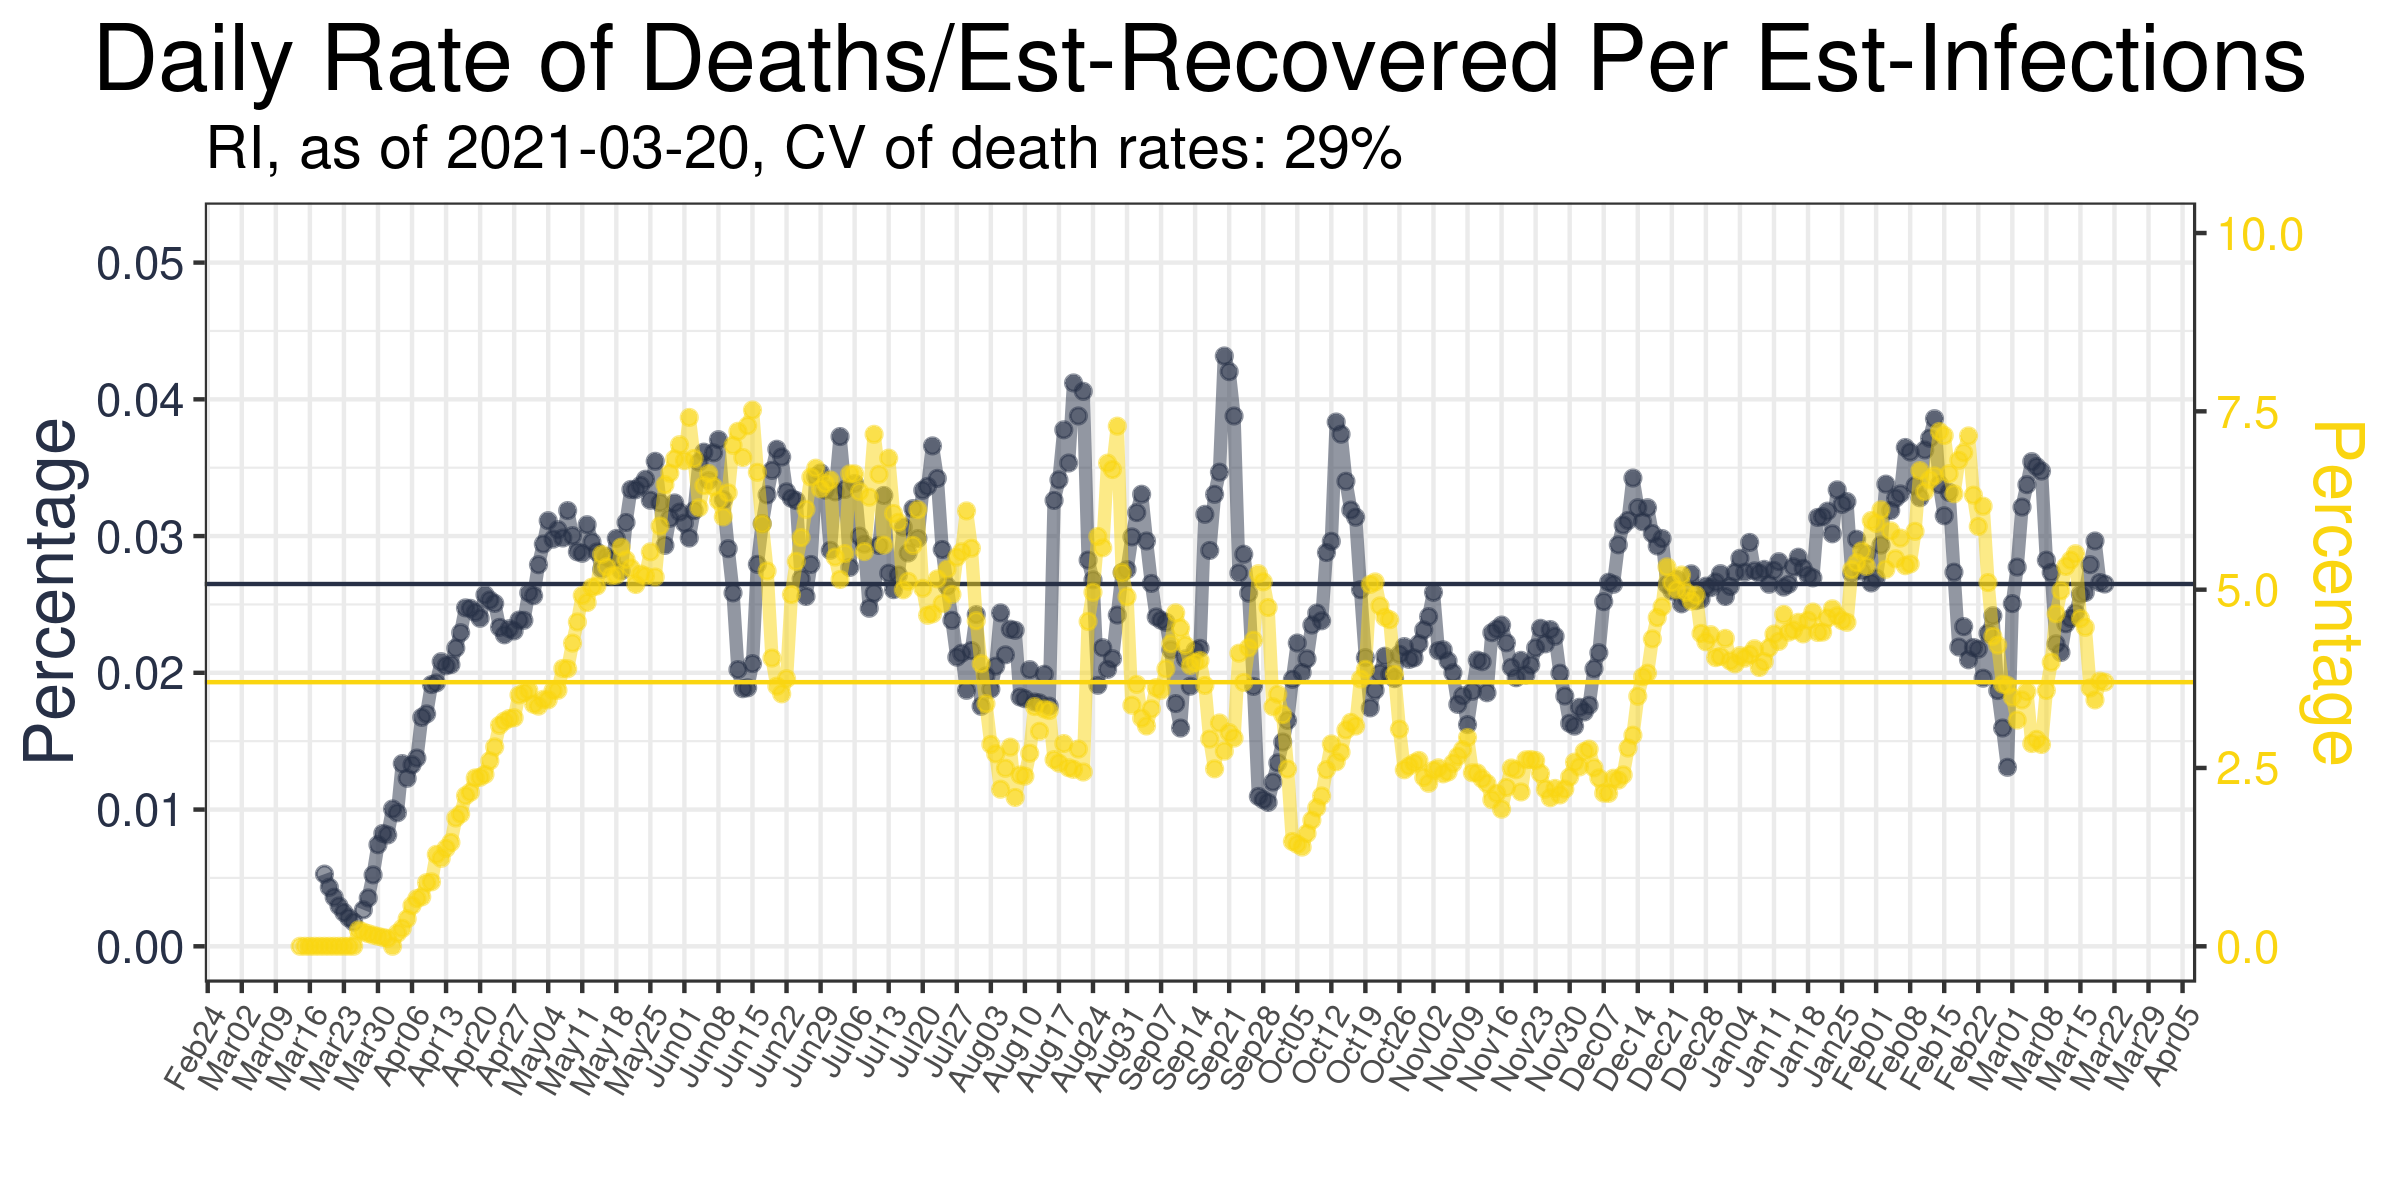 Daily Rate of Deaths/Est-Recovered Per Est-Infections
RI, as of 2021-03-20, CV of death rates: 29%
Percentage
0.05
0.04
0.03
0.02
0.01
0.00
10.0
7.5
5.0
2.5
0.0
Percentage
Feb24
Mar02
Mar09
Mar16
Mar23
Mar30
Apr06
Apr13
Apr20
Apr27
May04
May11
May18
May25
Jun01
Jun08
Jun15
Jun22
Jun29
Jul06
Jul13
Jul20
Jul27
Aug03
Aug10
Aug17
Aug24
Aug31
Sep07
Sep14
Sep21
Sep28
Oct05
Oct12
Oct19
Oct26
Nov02
Nov09
Nov16
Nov23
Nov30
Dec07
Dec14
Dec21
Dec28
Jan04
Jan11
Jan18
Jan25
Feb01
Feb08
Feb15
Feb22
Mar01
Mar08
Mar15
Mar22
Mar29
Apr05